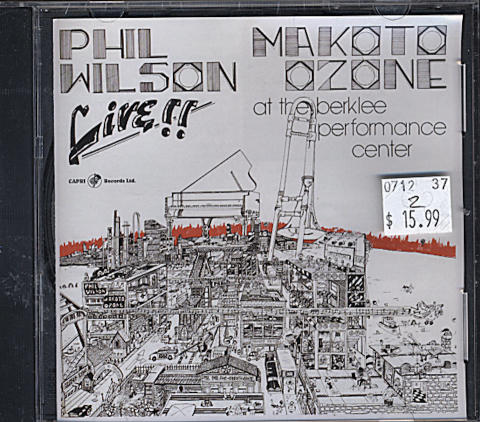 PHIL WILSON
MAKOTO OZONE
Live!!
at the berklee
performance
center
CAPRI Records Ltd.
0712 37
2
$ 15.99
PHIL
WILSON
MAKOTO
OZONE